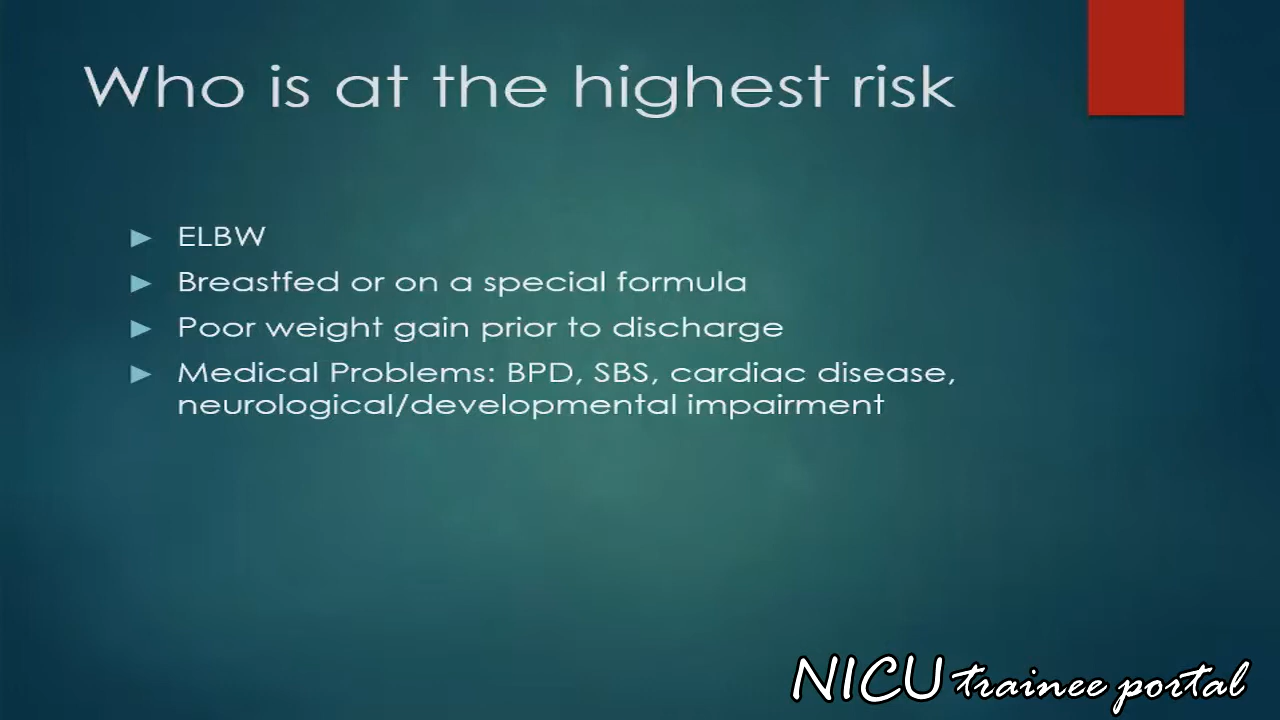 Who is at the highest risk
ELBW
Breastfed or on a special formula
Poor weight gain prior to discharge
Medical Problems: BPD, SBS, cardiac disease,
neurological/developmental impairment
NICU trainee portal